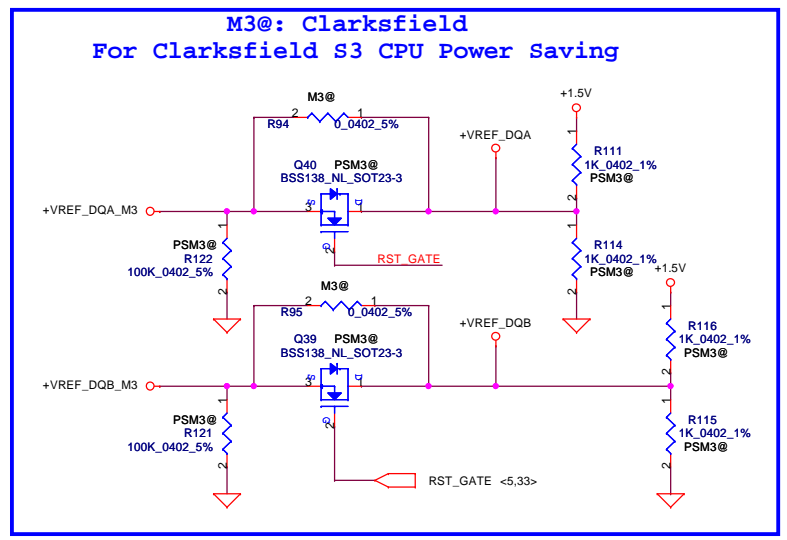 M3@: Clarksfield
For Clarksfield S3 CPU Power Saving
M3@
2 1
R94 0_0402_5%
+1.5V
+VREF_DQA
1
R111
1K_0402_1%
PSM3@
2
Q40 PSM3@
BSS138_NL_SOT23-3
+VREF_DQA_M3
3 S D 1
G
2
RST_GATE
1
PSM3@
R122
100K_0402_5%
2
1
R114
1K_0402_1%
PSM3@
2
+1.5V
M3@
2 1
R95 0_0402_5%
+VREF_DQB
1
R116
1K_0402_1%
PSM3@
2
Q39 PSM3@
BSS138_NL_SOT23-3
+VREF_DQB_M3
3 S D 1
G
2
1
PSM3@
R121
100K_0402_5%
2
1
R115
1K_0402_1%
PSM3@
2
RST_GATE <5,33>